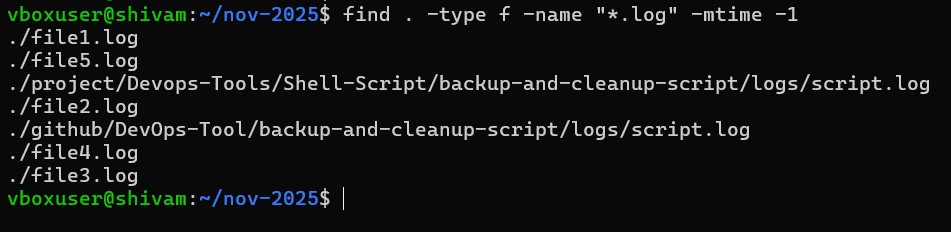 vboxuser@shivam:~/nov-2025$ find . -type f -name "*.log" -mtime -1
./file1.log
./file5.log
./project/Devops-Tools/Shell-Script/backup-and-cleanup-script/logs/script.log
./file2.log
./github/DevOps-Tool/backup-and-cleanup-script/logs/script.log
./file4.log
./file3.log
vboxuser@shivam:~/nov-2025$